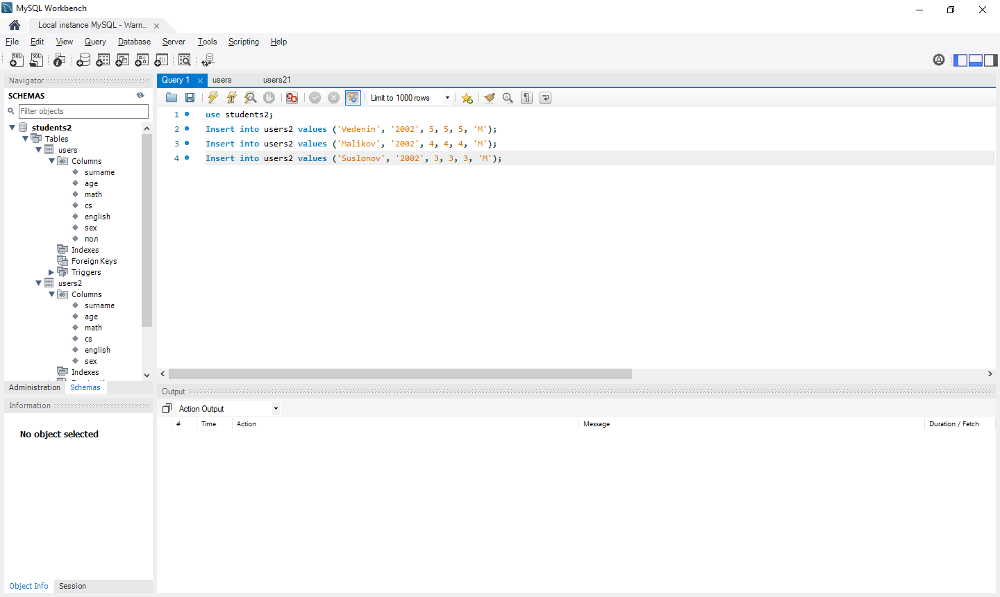 MySQL Workbench
Local instance MySQL - Warn...
File Edit View Query Database Server Tools Scripting Help
Navigator
SCHEMAS
Filter objects
students2
Tables
users
Columns
surname
age
math
cs
english
sex
пол
Indexes
Foreign Keys
Triggers
users2
Columns
surname
age
math
cs
english
sex
Indexes
Administration Schemas
Information
No object selected
Object Info Session
Query 1 users users21
Limit to 1000 rows
1 use students2;
2 Insert into users2 values ('Vedenin', '2002', 5, 5, 5, 'M');
3 Insert into users2 values ('Malikov', '2002', 4, 4, 4, 'M');
4 Insert into users2 values ('Suslonov', '2002', 3, 3, 3, 'M');
Output
Action Output
# Time Action Message Duration / Fetch